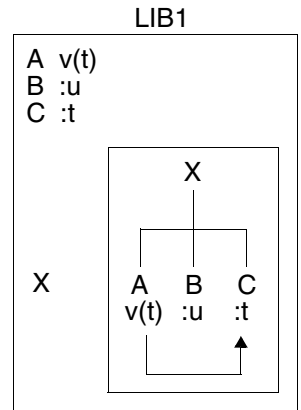 LIB1
A v(t)
B :u
C :t
X
X
A B C
v(t) :u :t